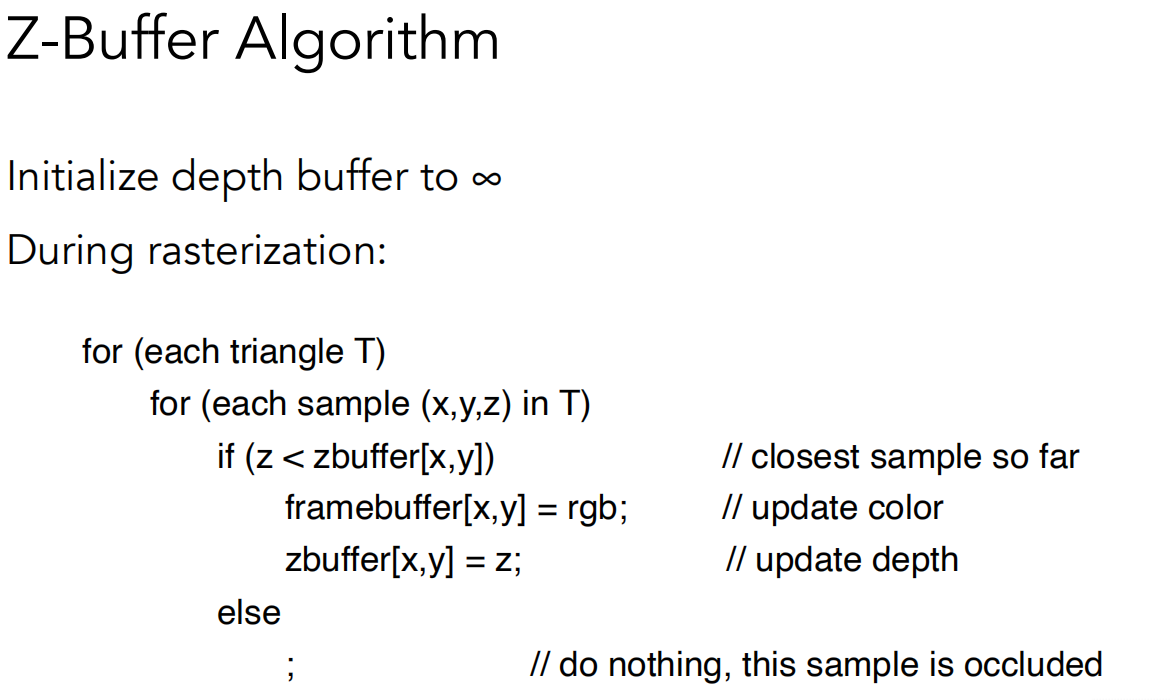 Z-Buffer Algorithm
Initialize depth buffer to ∞
During rasterization:
for (each triangle T)
for (each sample (x,y,z) in T)
if (z < zbuffer[x,y]) // closest sample so far
framebuffer[x,y] = rgb; // update color
zbuffer[x,y] = z; // update depth
else
; // do nothing, this sample is occluded